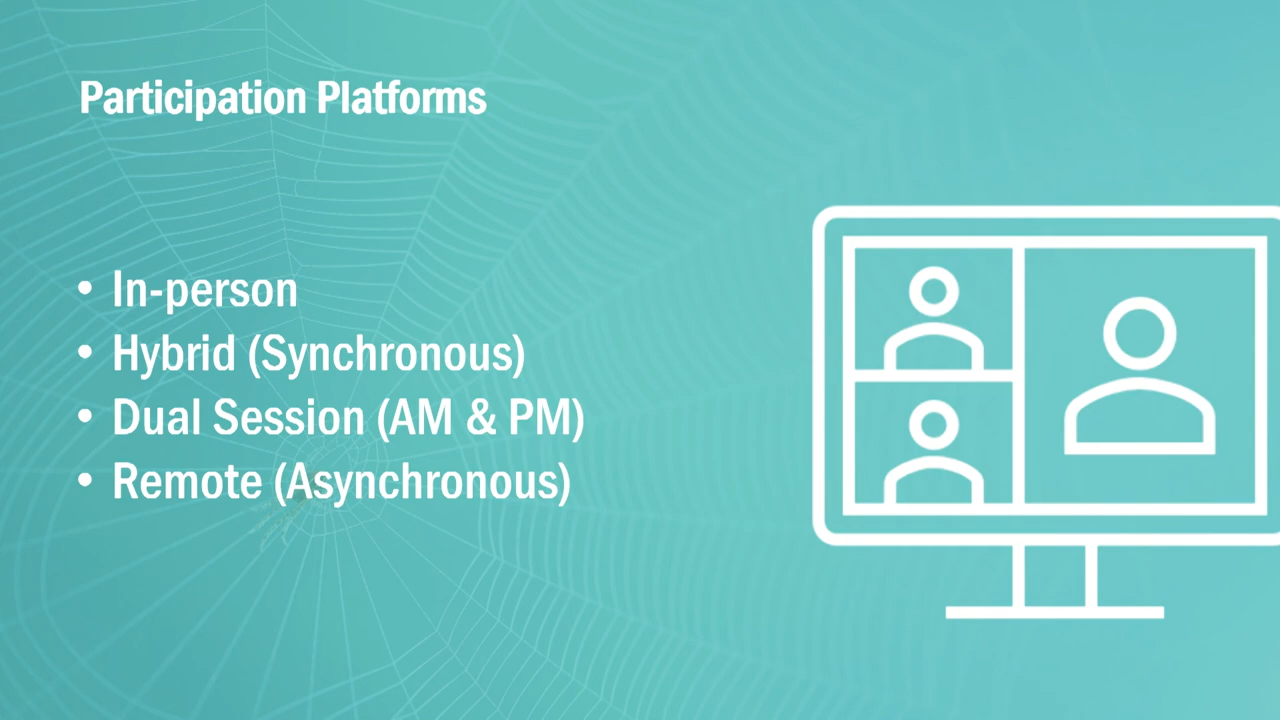 Participation Platforms
• In-person
• Hybrid (Synchronous)
• Dual Session (AM & PM)
• Remote (Asynchronous)